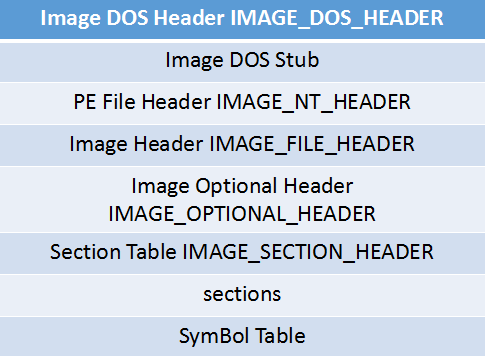 Image DOS Header IMAGE_DOS_HEADER
Image DOS Stub
PE File Header IMAGE_NT_HEADER
Image Header IMAGE_FILE_HEADER
Image Optional Header
IMAGE_OPTIONAL_HEADER
Section Table IMAGE_SECTION_HEADER
sections
SymBol Table